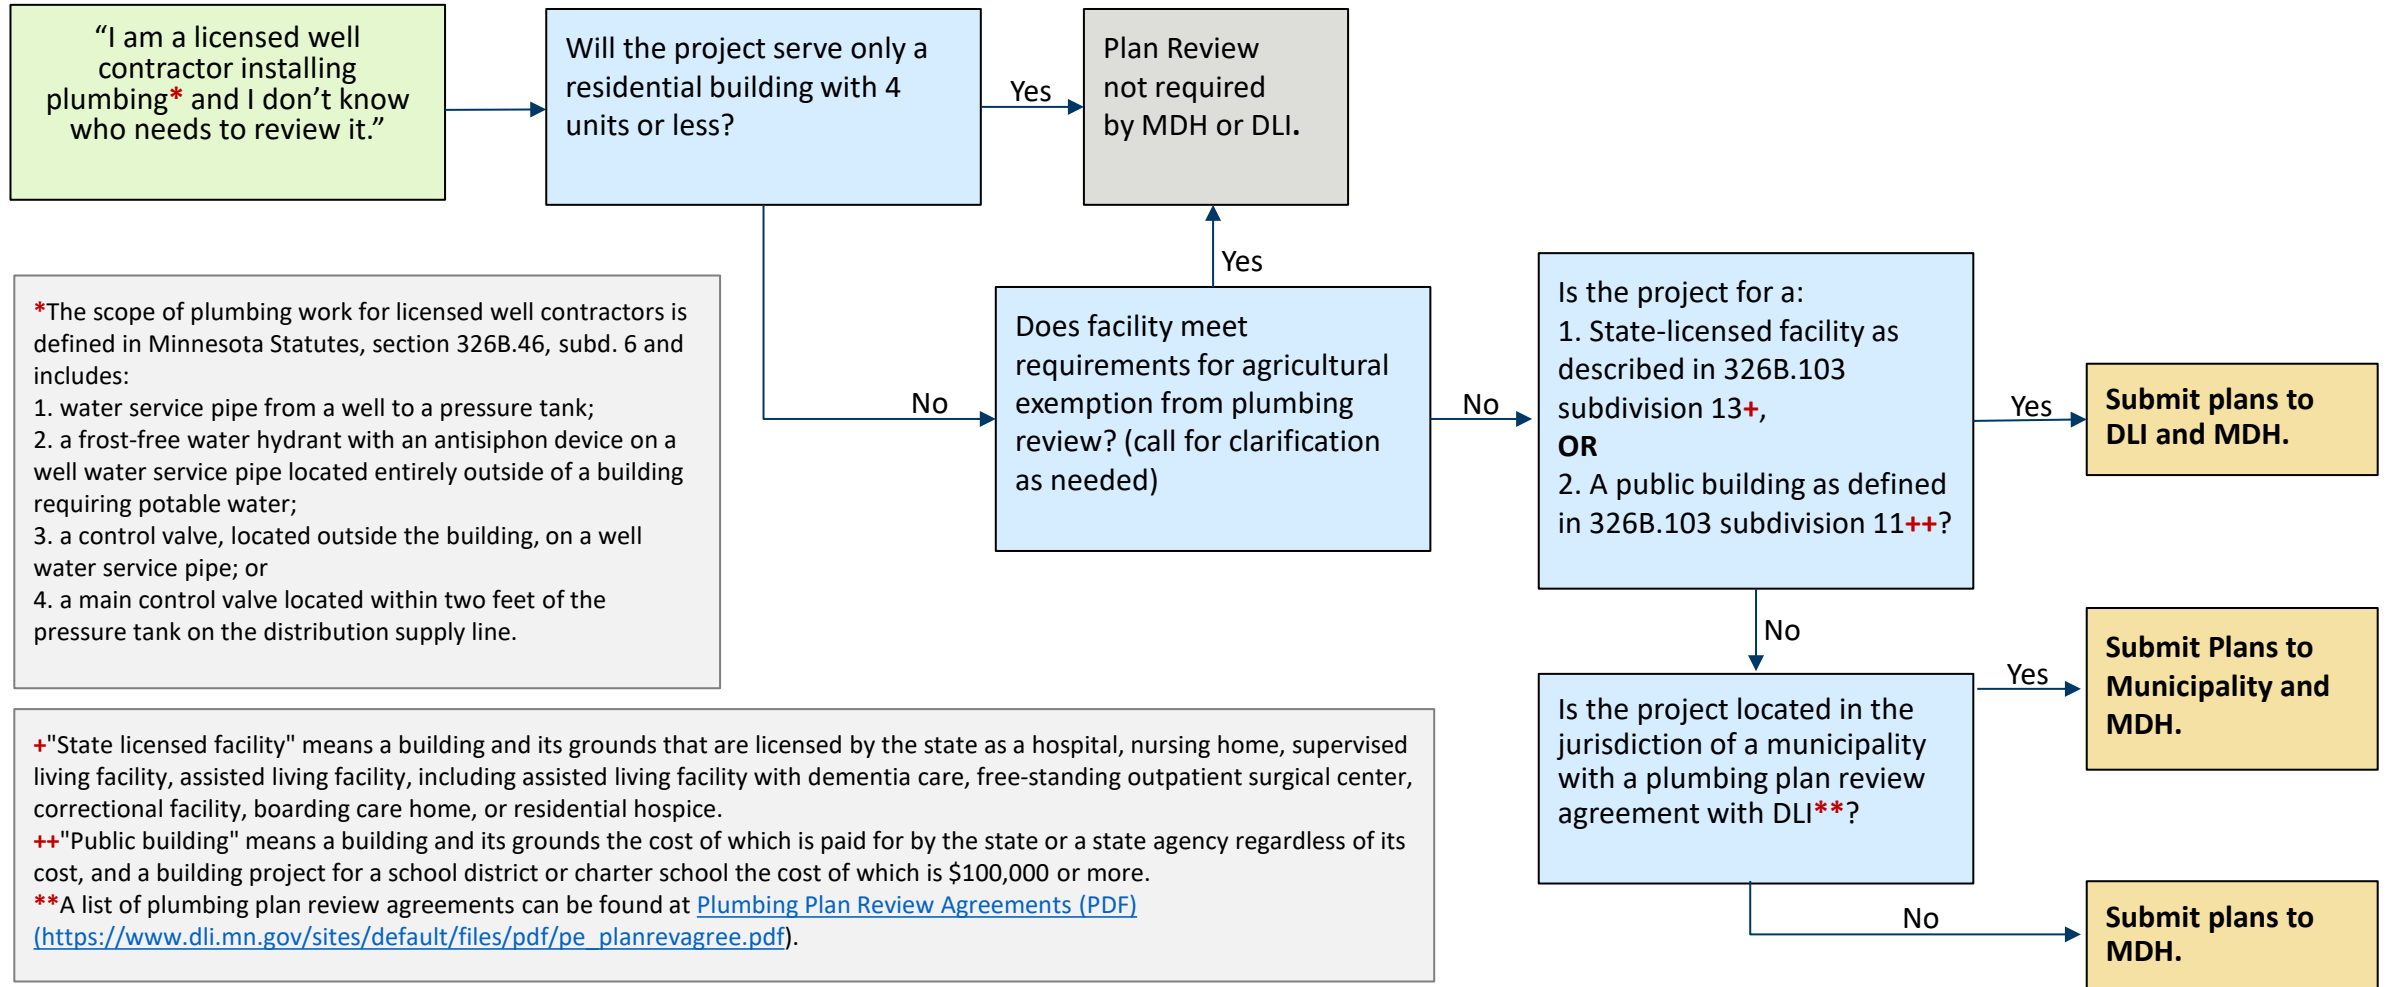 “I am a licensed well
contractor installing
plumbing* and I don’t know
who needs to review it.”
Will the project serve only a
residential building with 4
units or less?
Yes
Plan Review
not required
by MDH or DLI.
Yes
No
Does facility meet
requirements for agricultural
exemption from plumbing
review? (call for clarification
as needed)
No
Is the project for a:
1. State-licensed facility as
described in 326B.103
subdivision 13+,
OR
2. A public building as defined
in 326B.103 subdivision 11++?
Yes
Submit plans to
DLI and MDH.
No
Is the project located in the
jurisdiction of a municipality
with a plumbing plan review
agreement with DLI**?
Yes
Submit Plans to
Municipality and
MDH.
No
Submit plans to
MDH.
*The scope of plumbing work for licensed well contractors is
defined in Minnesota Statutes, section 326B.46, subd. 6 and
includes:
1. water service pipe from a well to a pressure tank;
2. a frost-free water hydrant with an antisiphon device on a
well water service pipe located entirely outside of a building
requiring potable water;
3. a control valve, located outside the building, on a well
water service pipe; or
4. a main control valve located within two feet of the
pressure tank on the distribution supply line.
+"State licensed facility" means a building and its grounds that are licensed by the state as a hospital, nursing home, supervised
living facility, assisted living facility, including assisted living facility with dementia care, free-standing outpatient surgical center,
correctional facility, boarding care home, or residential hospice.
++"Public building" means a building and its grounds the cost of which is paid for by the state or a state agency regardless of its
cost, and a building project for a school district or charter school the cost of which is $100,000 or more.
**A list of plumbing plan review agreements can be found at Plumbing Plan Review Agreements (PDF)
(https://www.dli.mn.gov/sites/default/files/pdf/pe_planrevagree.pdf).